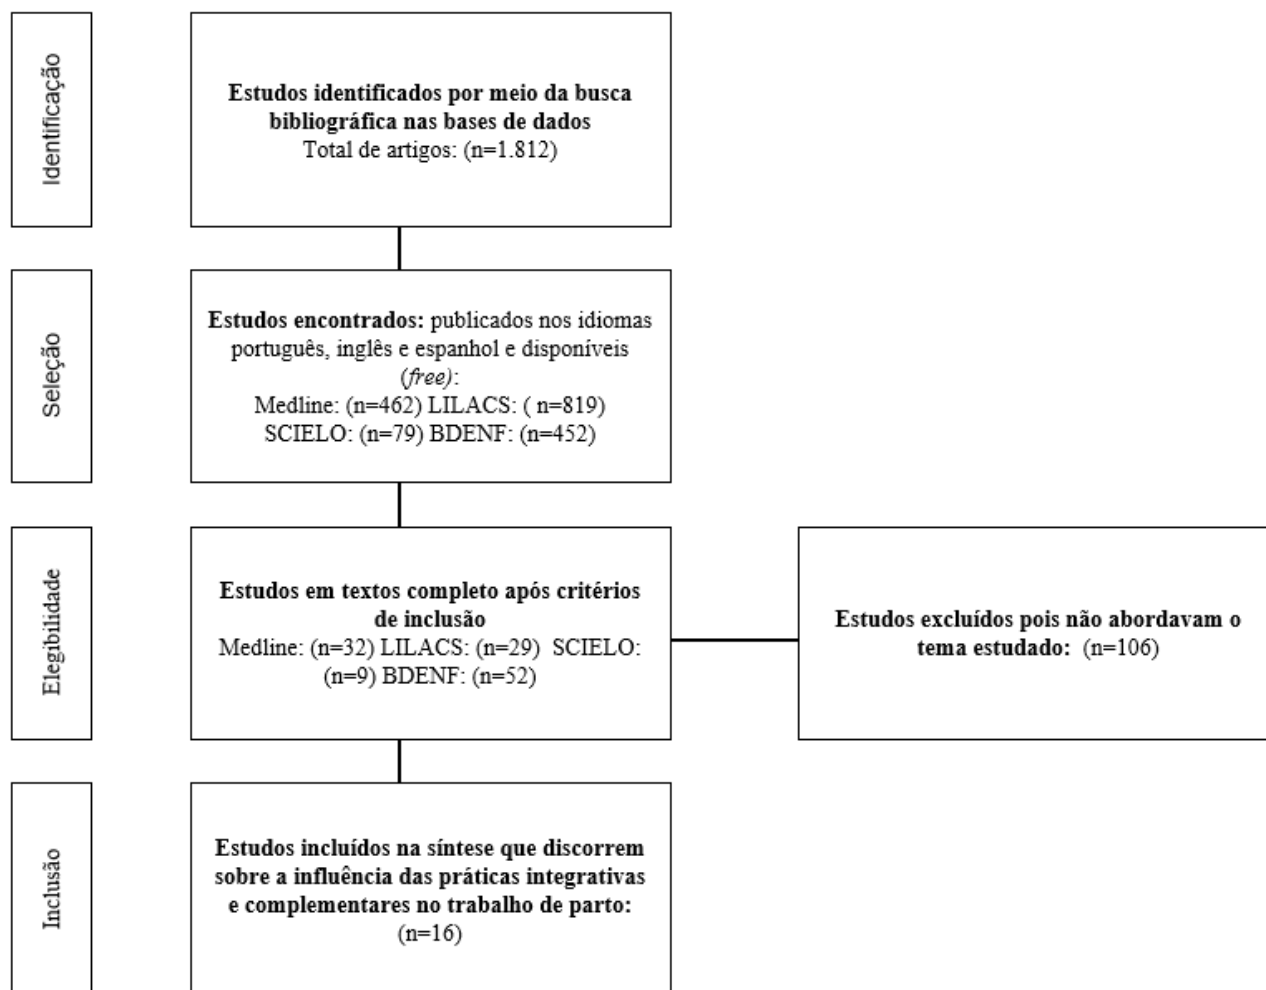 Identificação
Estudos identificados por meio da busca
bibliográfica nas bases de dados
Total de artigos: (n=1.812)
Seleção
Estudos encontrados: publicados nos idiomas
português, inglês e espanhol e disponíveis
(free):
Medline: (n=462) LILACS: ( n=819)
SCIELO: (n=79) BDENF: (n=452)
Elegibilidade
Estudos em textos completo após critérios
de inclusão
Medline: (n=32) LILACS: (n=29) SCIELO:
(n=9) BDENF: (n=52)
Estudos excluídos pois não abordavam o
tema estudado: (n=106)
Inclusão
Estudos incluídos na síntese que discorrem
sobre a influência das práticas integrativas
e complementares no trabalho de parto:
(n=16)